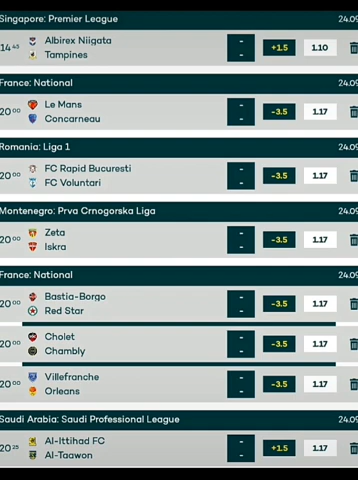 Singapore: Premier League 24.09
14 45 Albirex Niigata - +1.5 1.10
Tampines -
France: National 24.09
20 00 Le Mans - -3.5 1.17
Concarneau -
Romania: Liga 1 24.09
20 00 FC Rapid Bucuresti - -3.5 1.17
FC Voluntari -
Montenegro: Prva Crnogorska Liga 24.09
20 00 Zeta - -3.5 1.17
Iskra -
France: National 24.09
20 00 Bastia-Borgo - -3.5 1.17
Red Star -
20 00 Cholet - -3.5 1.17
Chambly -
20 00 Villefranche - -3.5 1.17
Orleans -
Saudi Arabia: Saudi Professional League 24.09
20 25 Al-Ittihad FC - +1.5 1.17
Al-Taawon -